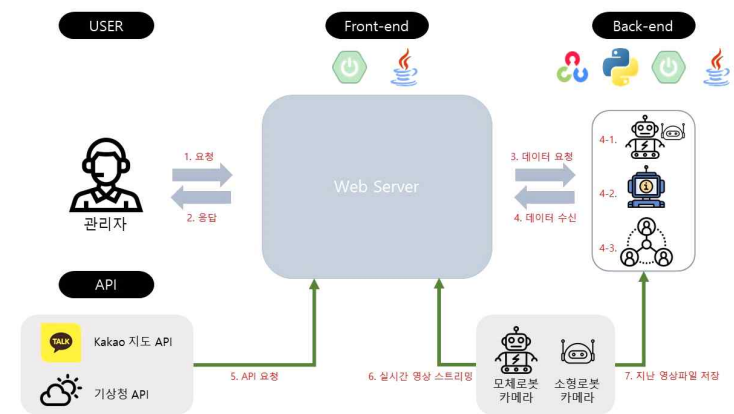 USER
Front-end
Back-end
관리자
1. 요청
2. 응답
Web Server
3. 데이터 요청
4. 데이터 수신
4-1.
4-2.
4-3.
API
TALK
Kakao 지도 API
기상청 API
5. API 요청
6. 실시간 영상 스트리밍
모체로봇
카메라
소형로봇
카메라
7. 지난 영상파일 저장